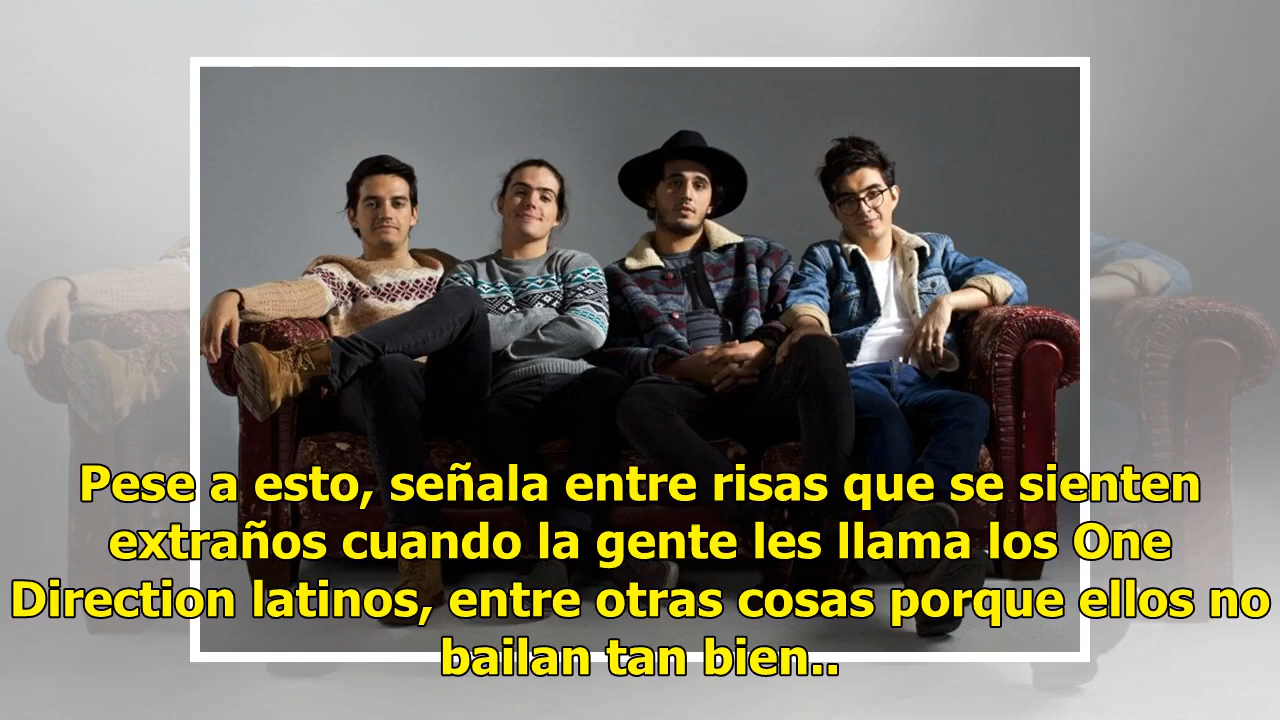 Pese a esto, señala entre risas que se sienten
extraños cuando la gente les llama los One
Direction latinos, entre otras cosas porque ellos no
bailan tan bien..